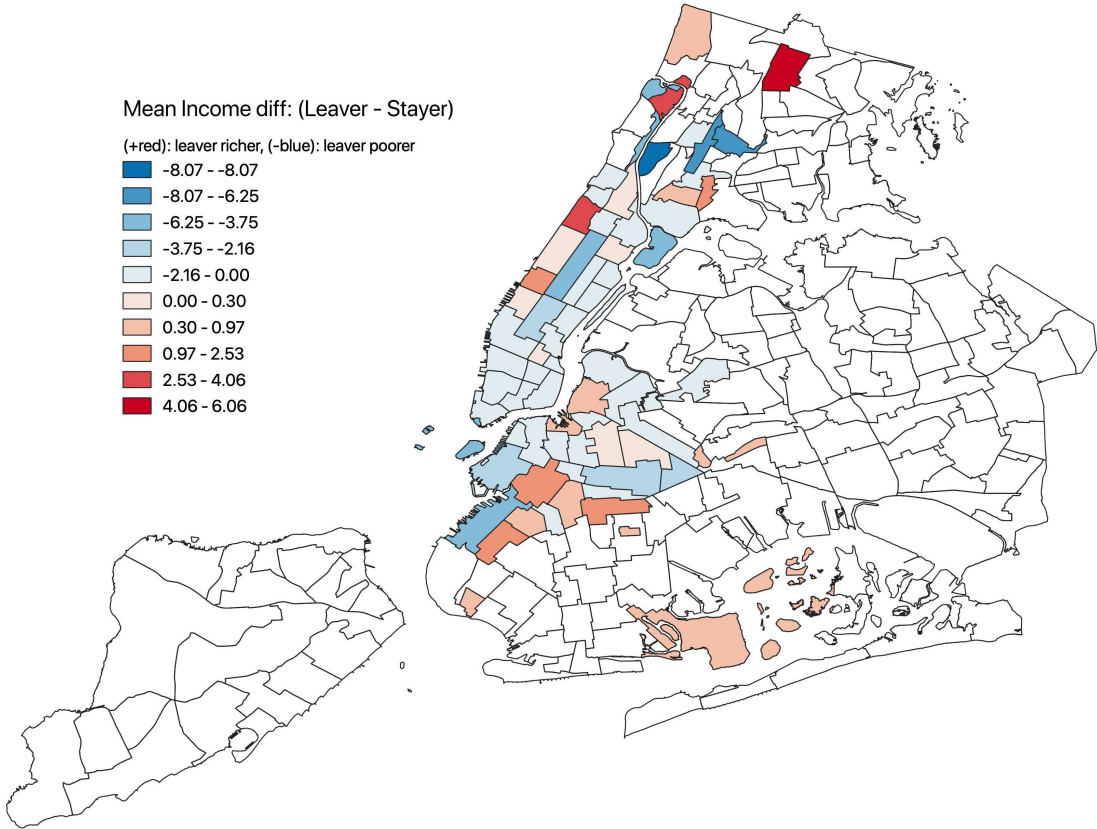 Mean Income diff: (Leaver - Stayer)
(+red): leaver richer, (-blue): leaver poorer
-8.07 - -8.07
-8.07 - -6.25
-6.25 - -3.75
-3.75 - -2.16
-2.16 - 0.00
0.00 - 0.30
0.30 - 0.97
0.97 - 2.53
2.53 - 4.06
4.06 - 6.06